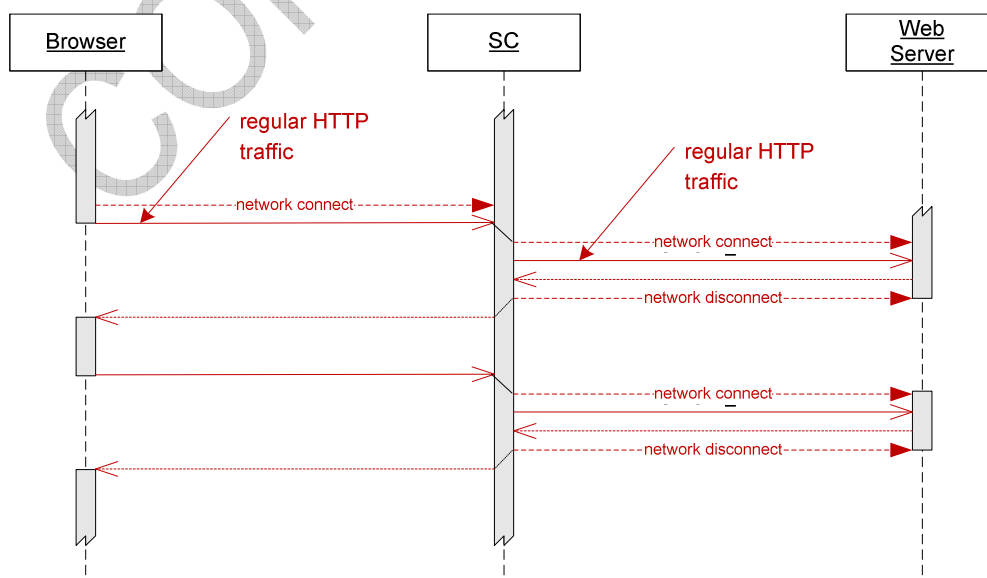 Browser
SC
Web
Server
regular HTTP
traffic
regular HTTP
traffic
network connect
network connect
network disconnect
network connect
network disconnect